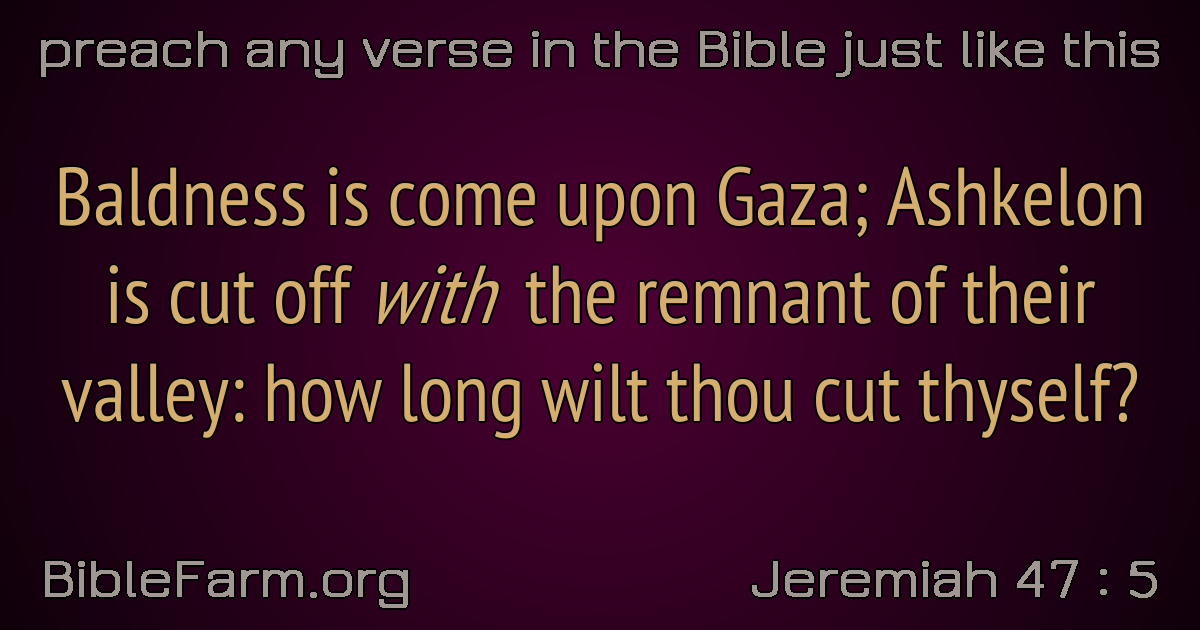 preach any verse in the Bible just like this
Baldness is come upon Gaza; Ashkelon
is cut off with the remnant of their
valley: how long wilt thou cut thyself?
BibleFarm.org
Jeremiah 47 : 5